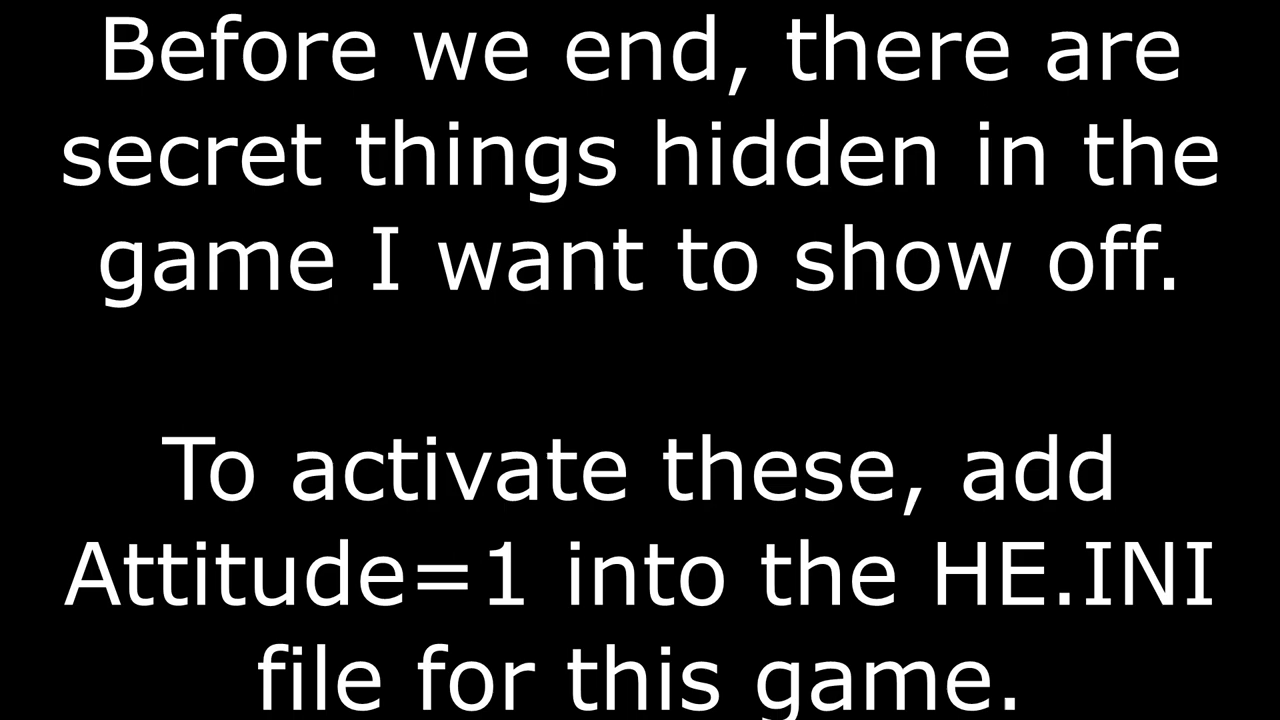 Before we end, there are
secret things hidden in the
game I want to show off.
To activate these, add
Attitude=1 into the HE.INI
file for this game.